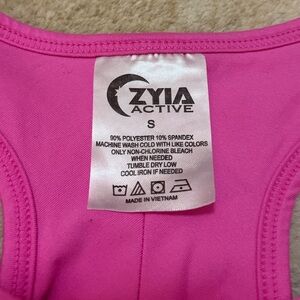 ZYIA
ACTIVE
S
90% POLYESTER 10% SPANDEX
MACHINE WASH COLD WITH LIKE COLORS
ONLY NON-CHLORINE BLEACH
WHEN NEEDED
TUMBLE DRY LOW
COOL IRON IF NEEDED
MADE IN VIETNAM